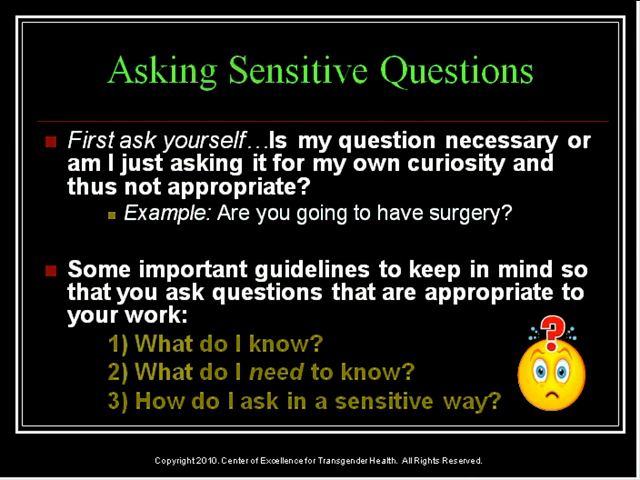 Asking Sensitive Questions
First ask yourself…Is my question necessary or
am I just asking it for my own curiosity and
thus not appropriate?
Example: Are you going to have surgery?
Some important guidelines to keep in mind so
that you ask questions that are appropriate to
your work:
1) What do I know?
2) What do I need to know?
3) How do I ask in a sensitive way?
?
Copyright 2010. Center of Excellence for Transgender Health. All Rights Reserved.